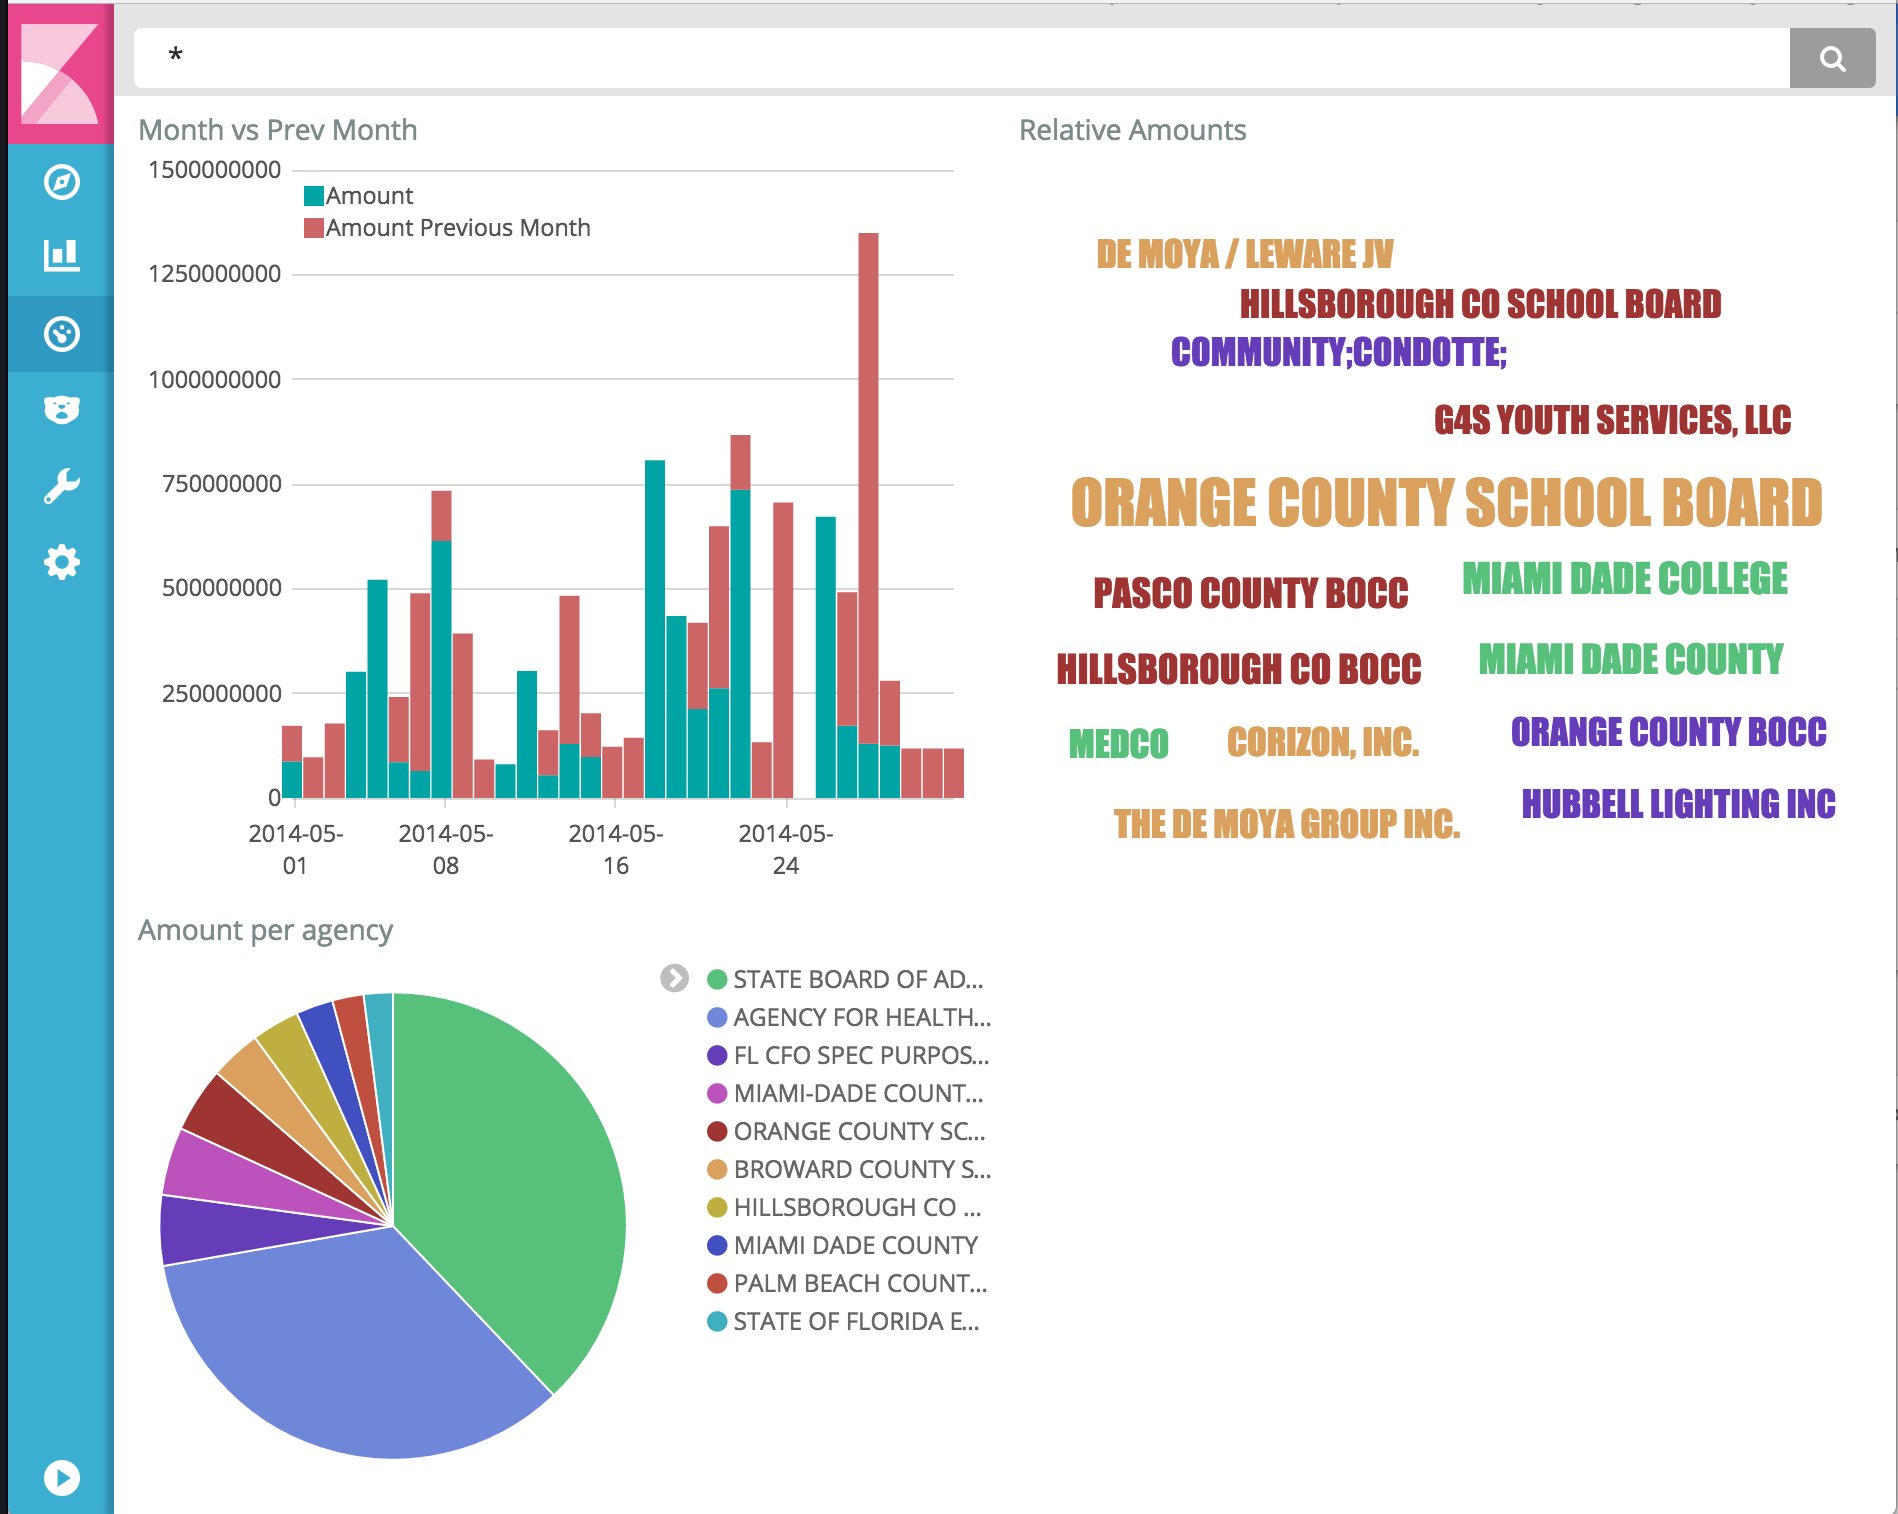 *
Month vs Prev Month
1500000000
1250000000
1000000000
750000000
500000000
250000000
0
Amount
Amount Previous Month
2014-05-
01
2014-05-
08
2014-05-
16
2014-05-
24
Relative Amounts
DE MOYA / LEWARE JV
HILLSBOROUGH CO SCHOOL BOARD
COMMUNITY;CONDOTTE;
G4S YOUTH SERVICES, LLC
ORANGE COUNTY SCHOOL BOARD
PASCO COUNTY BOCC
MIAMI DADE COLLEGE
HILLSBOROUGH CO BOCC
MIAMI DADE COUNTY
MEDCO
CORIZON, INC.
ORANGE COUNTY BOCC
THE DE MOYA GROUP INC.
HUBBELL LIGHTING INC
Amount per agency
STATE BOARD OF AD...
AGENCY FOR HEALTH...
FL CFO SPEC PURPOS...
MIAMI-DADE COUNT...
ORANGE COUNTY SC...
BROWARD COUNTY S...
HILLSBOROUGH CO ...
MIAMI DADE COUNTY
PALM BEACH COUNT...
STATE OF FLORIDA E...